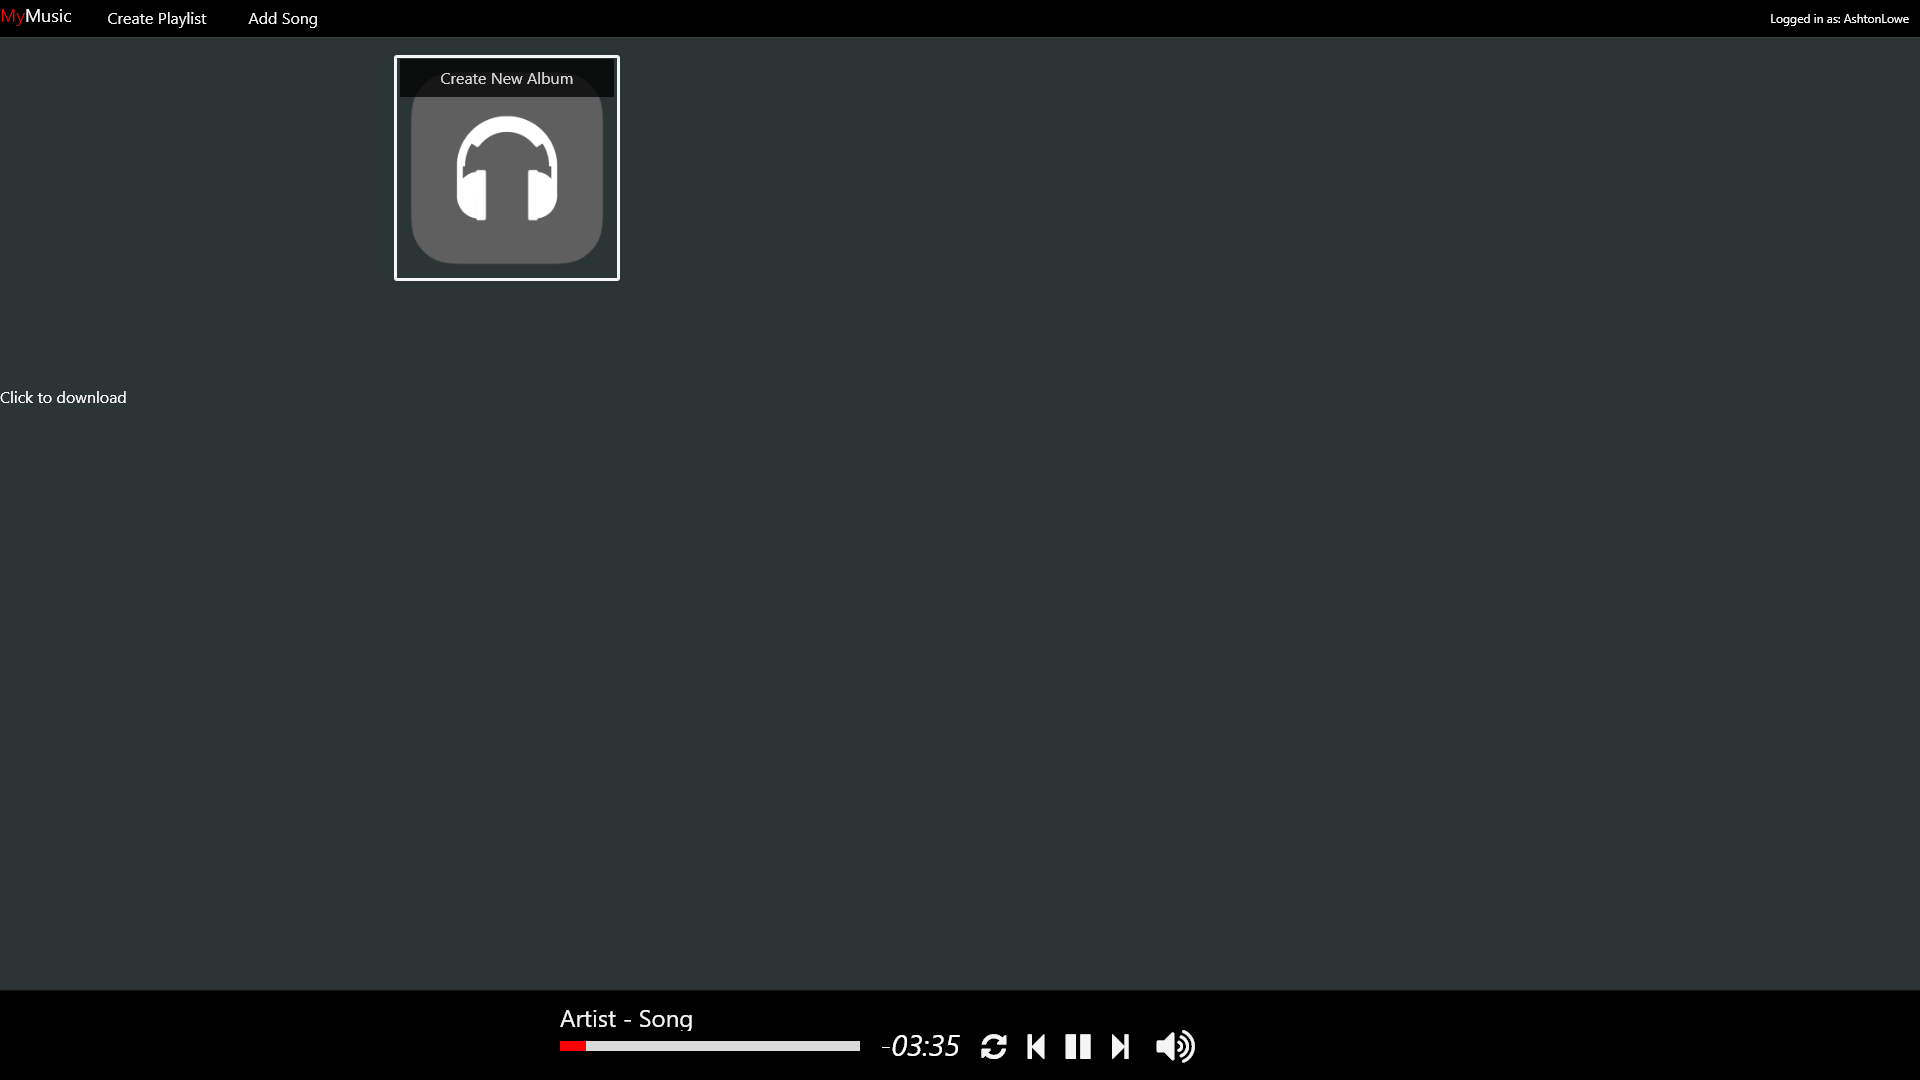 MyMusic Create Playlist Add Song Logged in as: AshtonLowe
Create New Album
Click to download
Artist - Song
-03:35